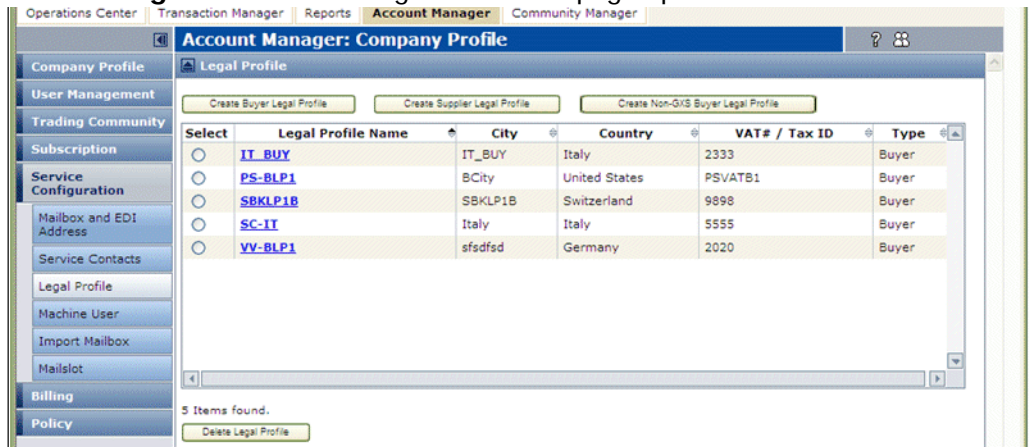 Operations Center Transaction Manager Reports Account Manager Community Manager
Account Manager: Company Profile ?
Company Profile
Legal Profile
User Management
Create Buyer Legal Profile Create Supplier Legal Profile Create Non-GXS Buyer Legal Profile
Trading Community
Select Legal Profile Name City Country VAT# / Tax ID Type
Subscription
IT_BUY IT_BUY Italy 2333 Buyer
Service Configuration
PS-BLP1 BCity United States PSVATB1 Buyer
SBKLP1B SBKLP1B Switzerland 9898 Buyer
Mailbox and EDI Address
SC-IT Italy Italy 5555 Buyer
Service Contacts
VV-BLP1 sfsdfsd Germany 2020 Buyer
Legal Profile
Machine User
Import Mailbox
Mailslot
Billing
5 Items found.
Policy
Delete Legal Profile